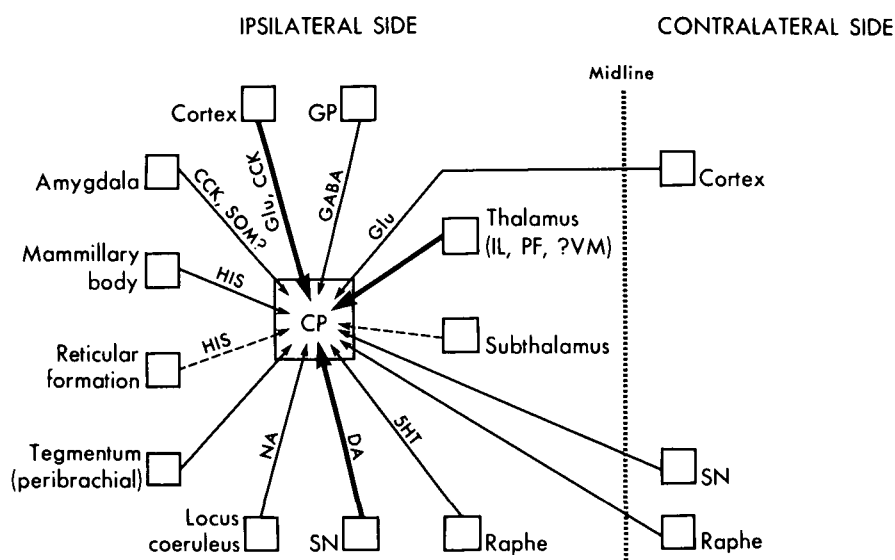 IPSILATERAL SIDE
CONTRALATERAL SIDE
Midline
Cortex
GP
Amygdala
CCK, ?WOS
Glu, CCK
GABA
Glu
Cortex
Thalamus
(IL, PF, ?VM)
Mammillary
body
HIS
CP
Reticular
formation
HIS
Subthalamus
Tegmentum
(peribrachial)
NA
DA
5HT
SN
Locus
coeruleus
SN
Raphe
Raphe